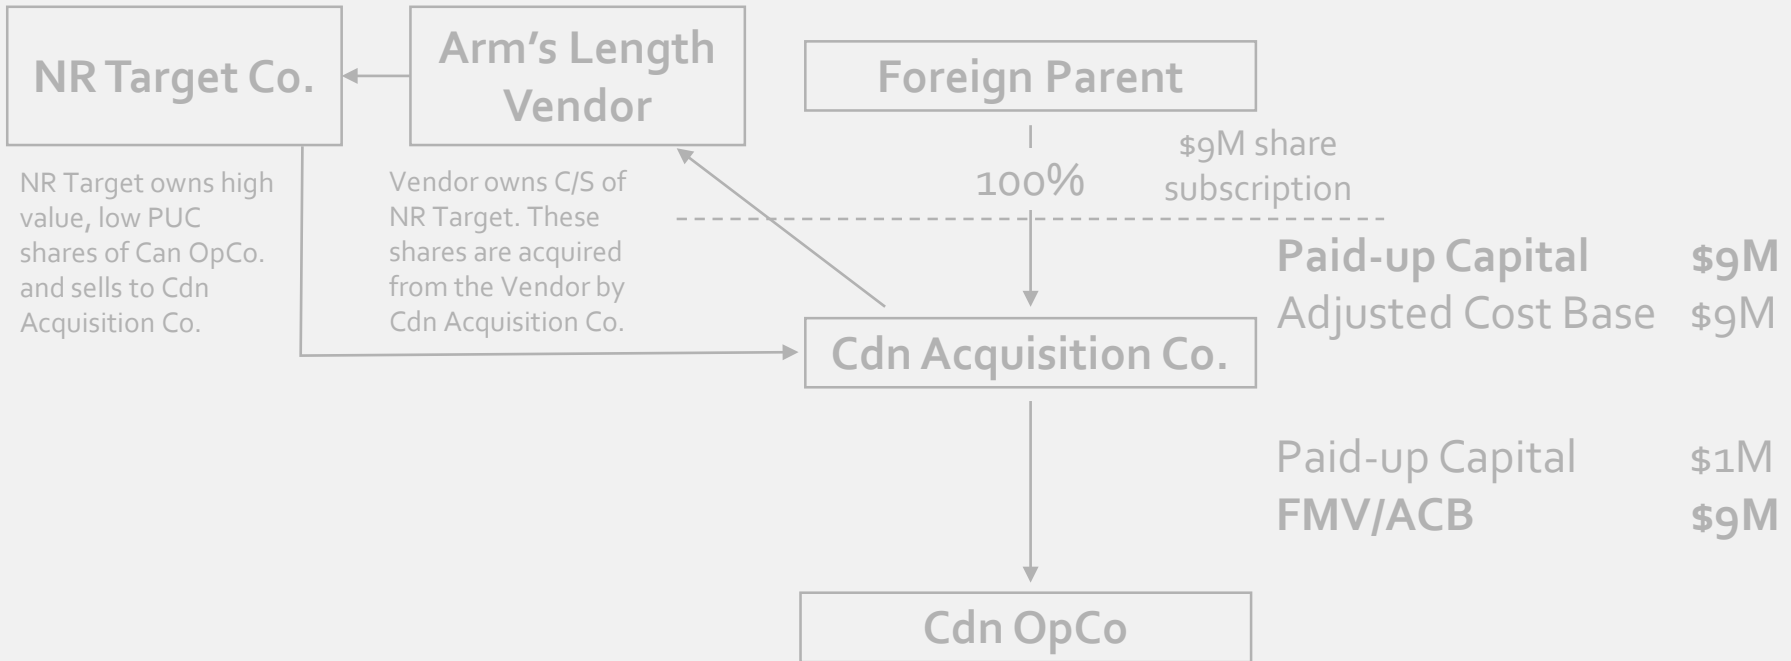 NR Target Co.
Arm’s Length
Vendor
Foreign Parent
NR Target owns high
value, low PUC
shares of Can OpCo.
and sells to Cdn
Acquisition Co.
Vendor owns C/S of
NR Target. These
shares are acquired
from the Vendor by
Cdn Acquisition Co.
100%
$9M share
subscription
Paid-up Capital $9M
Adjusted Cost Base $9M
Cdn Acquisition Co.
Paid-up Capital $1M
FMV/ACB $9M
Cdn OpCo